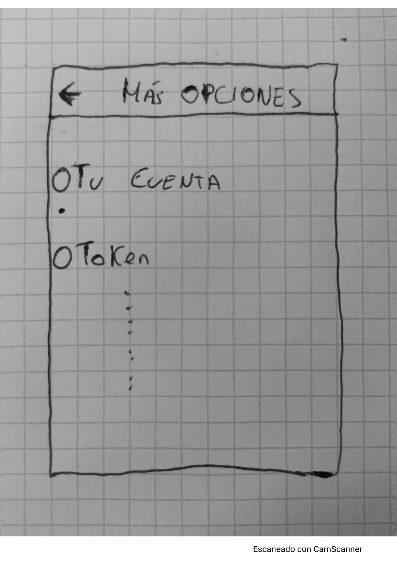 ← MÁS OPCIONES
O TU CUENTA
O Token
Escaneado con CamScanner